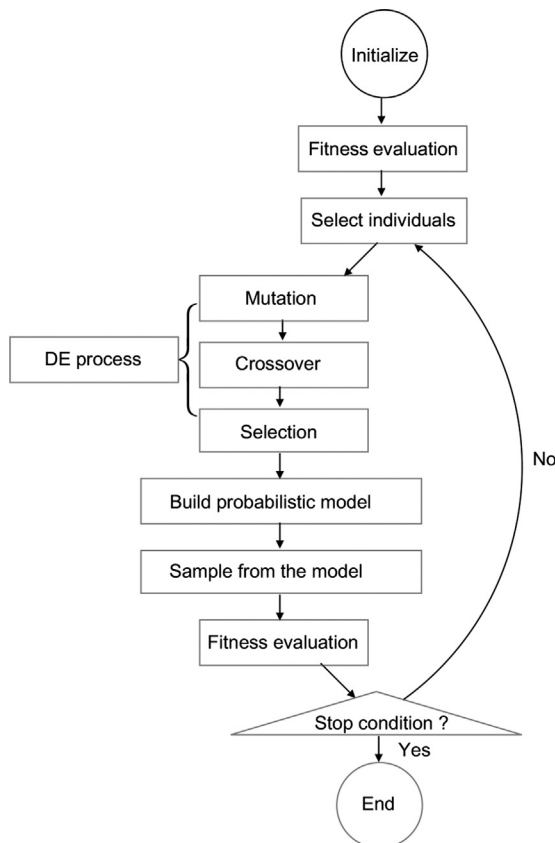 Initialize
Fitness evaluation
Select individuals
Mutation
DE process
Crossover
Selection
No
Build probabilistic model
Sample from the model
Fitness evaluation
Stop condition ?
Yes
End